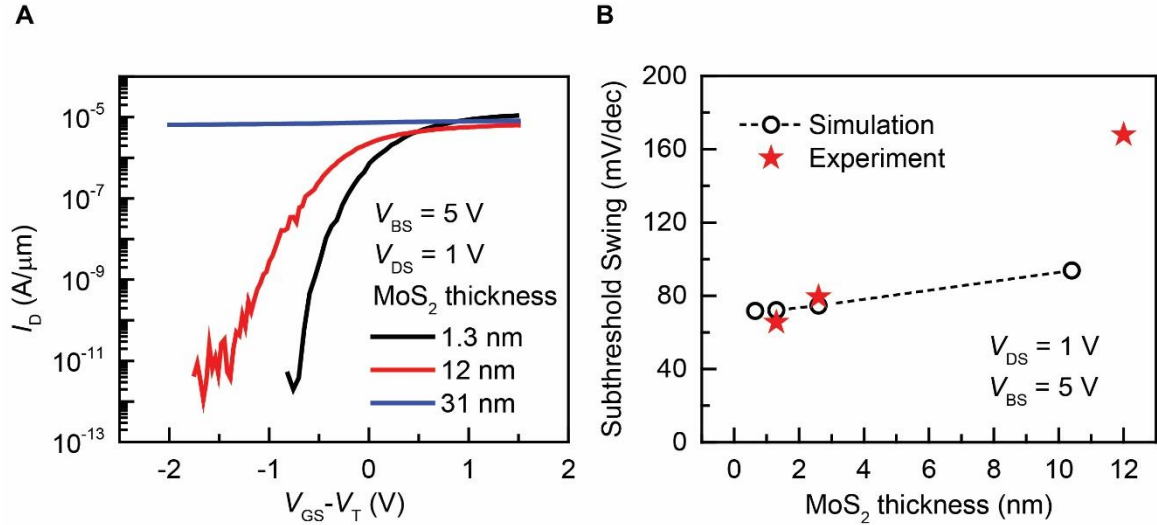 A
I_D (A/μm)
10⁻⁵
10⁻⁷
10⁻⁹
10⁻¹¹
10⁻¹³
V_BS = 5 V
V_DS = 1 V
MoS₂ thickness
1.3 nm
12 nm
31 nm
-2 -1 0 1 2
V_GS-V_T (V)
B
Subthreshold Swing (mV/dec)
200
160
120
80
40
0
Simulation
Experiment
V_DS = 1 V
V_BS = 5 V
0 2 4 6 8 10 12
MoS₂ thickness (nm)